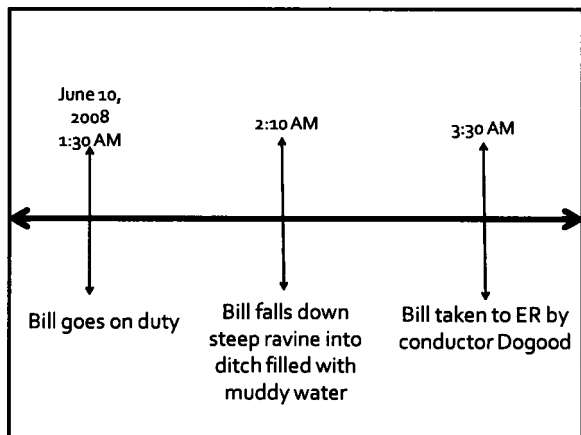 June 10,
2008
1:30 AM
2:10 AM
3:30 AM
Bill goes on duty
Bill falls down
steep ravine into
ditch filled with
muddy water
Bill taken to ER by
conductor Dogood